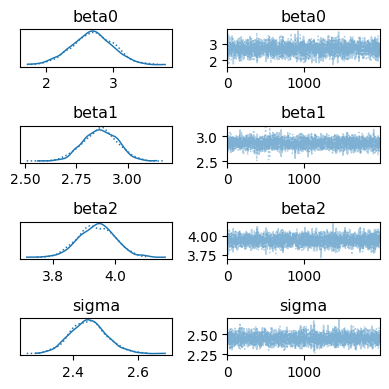 beta0 beta0
3
2
2 3 0 1000
beta1 beta1
3.0
2.5
2.50 2.75 3.00 0 1000
beta2 beta2
4.00
3.75
3.8 4.0 0 1000
sigma sigma
2.50
2.25
2.4 2.6 0 1000